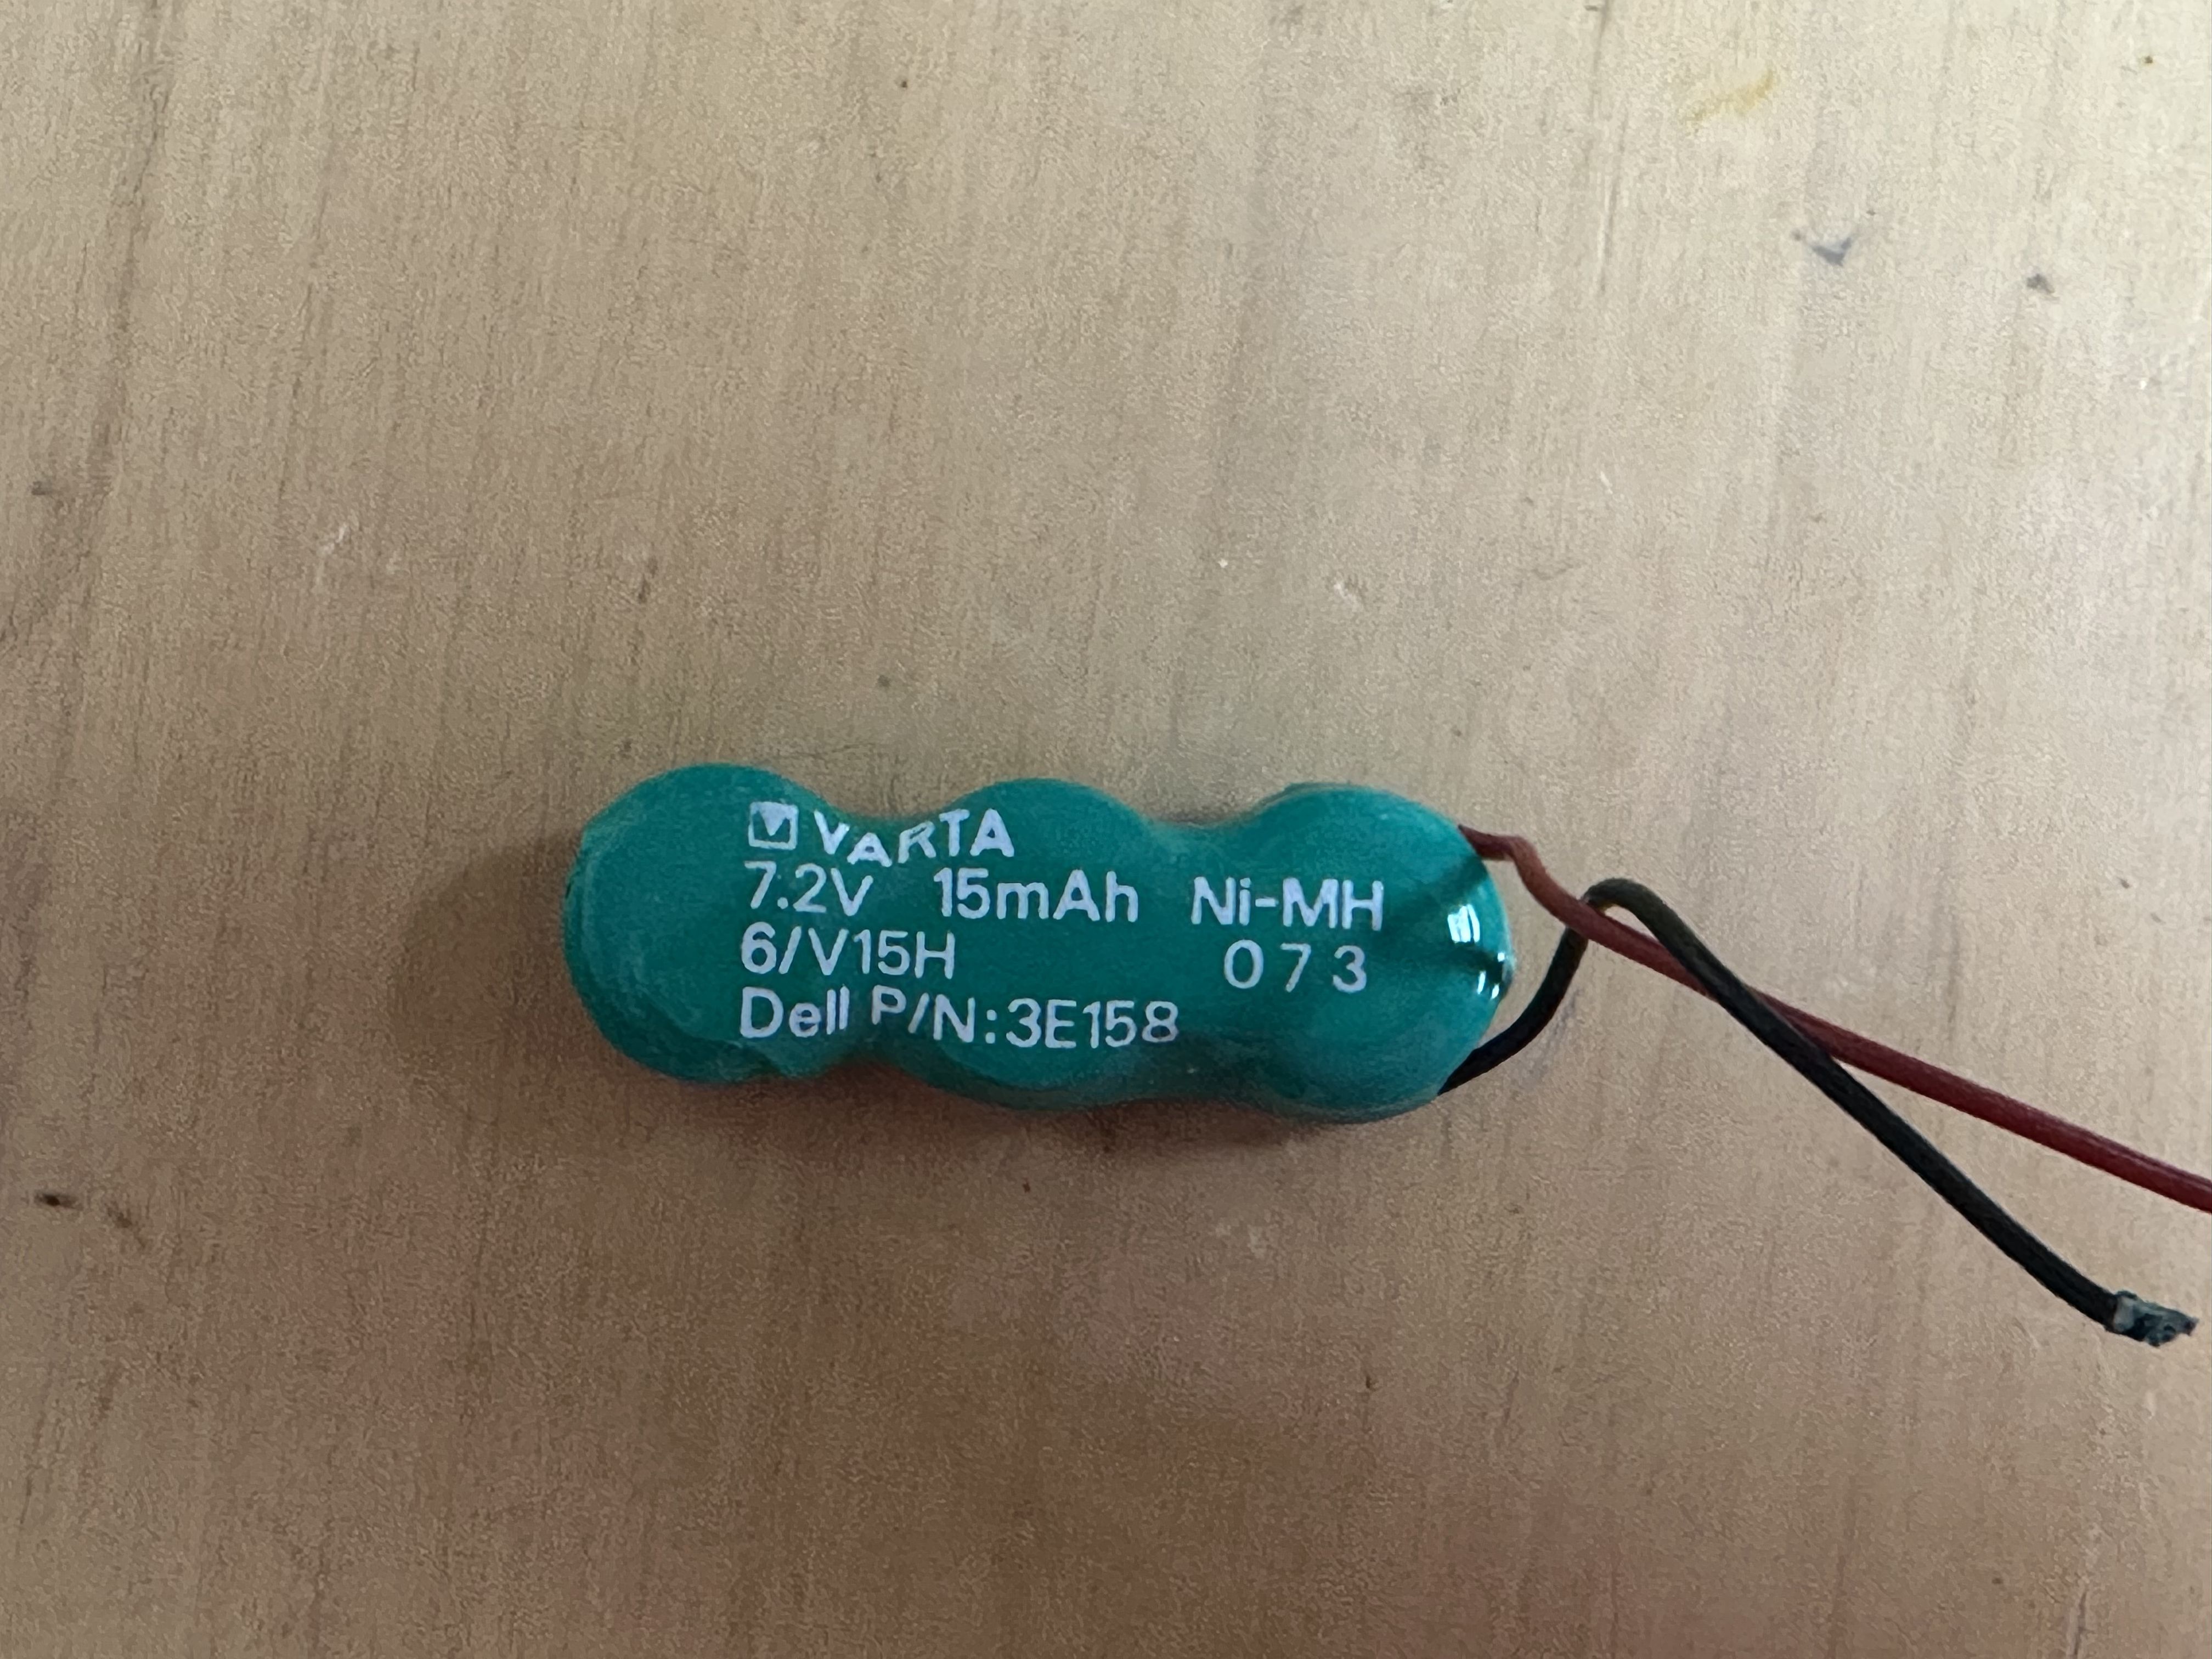 VARTA
7.2V 15mAh Ni-MH
6/V15H 073
Dell P/N:3E158